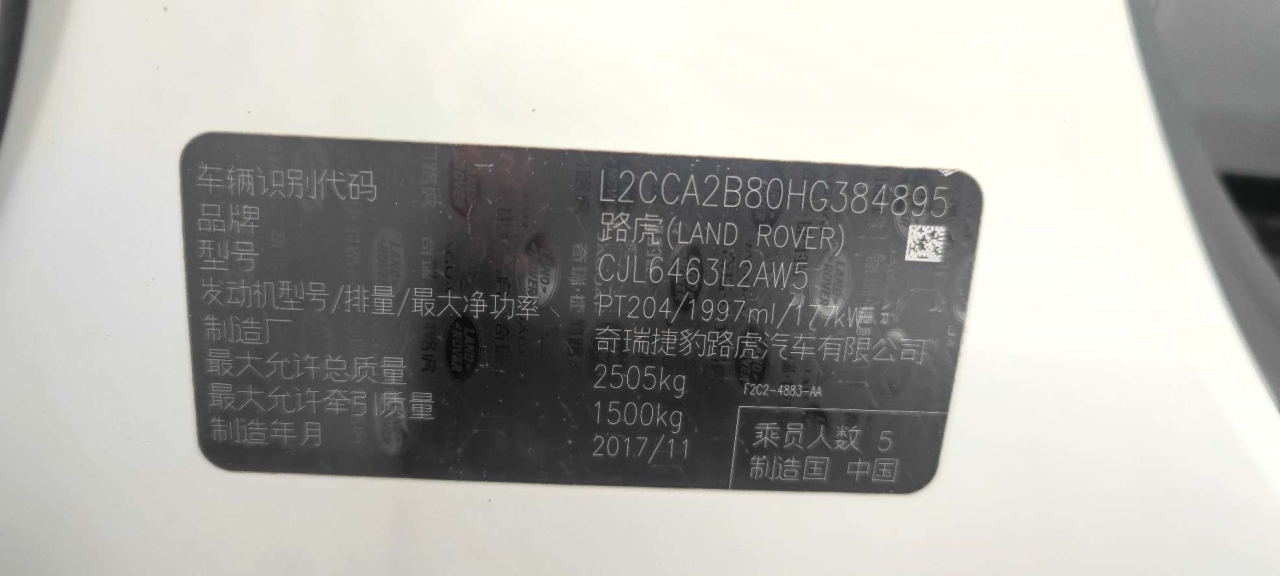 车辆识别代码 L2CCA2B80HG384895
品牌 路虎(LAND ROVER)
型号 CJL6463L2AW5
发动机型号/排量/最大净功率 PT204/1997ml/177kW
制造厂 奇瑞捷豹路虎汽车有限公司
最大允许总质量 2505kg
F2C2-4883-AA
最大允许牵引质量 1500kg
制造年月 2017/11
乘员人数 5
制造国 中国